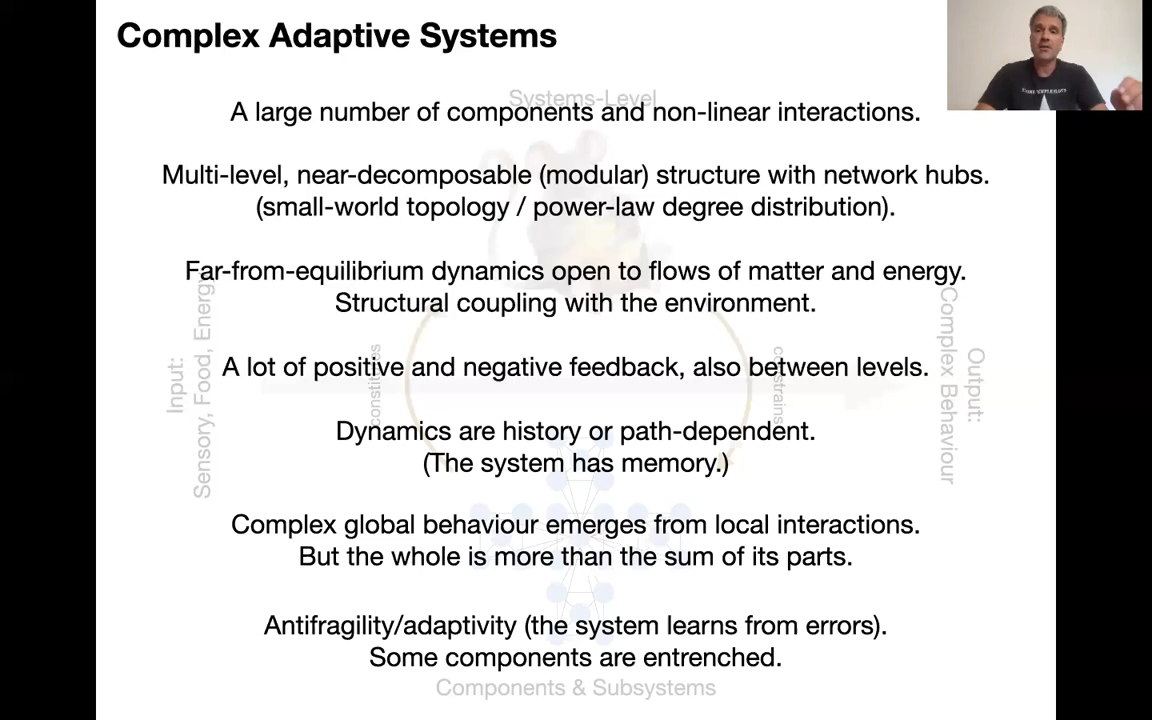 Complex Adaptive Systems
Systems-Level
A large number of components and non-linear interactions.
Multi-level, near-decomposable (modular) structure with network hubs.
(small-world topology / power-law degree distribution).
Far-from-equilibrium dynamics open to flows of matter and energy.
Structural coupling with the environment.
Input:
Sensory, Food, Energy
constitutes
A lot of positive and negative feedback, also between levels.
constrains
Output:
Complex Behaviour
Dynamics are history or path-dependent.
(The system has memory.)
Complex global behaviour emerges from local interactions.
But the whole is more than the sum of its parts.
Antifragility/adaptivity (the system learns from errors).
Some components are entrenched.
Components & Subsystems